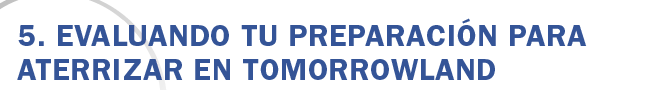 5. EVALUANDO TU PREPARACIÓN PARA
ATERRIZAR EN TOMORROWLAND